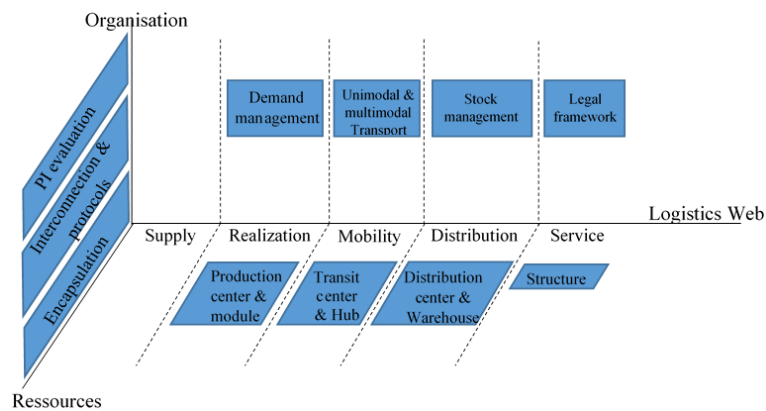 Organisation
Demand
management
Unimodal &
multimodal
Transport
Stock
management
Legal
framework
PI evaluation
Interconnection &
protocols
Encapsulation
Logistics Web
Supply
Realization
Mobility
Distribution
Service
Production
center &
module
Transit
center
& Hub
Distribution
center &
Warehouse
Structure
Ressources